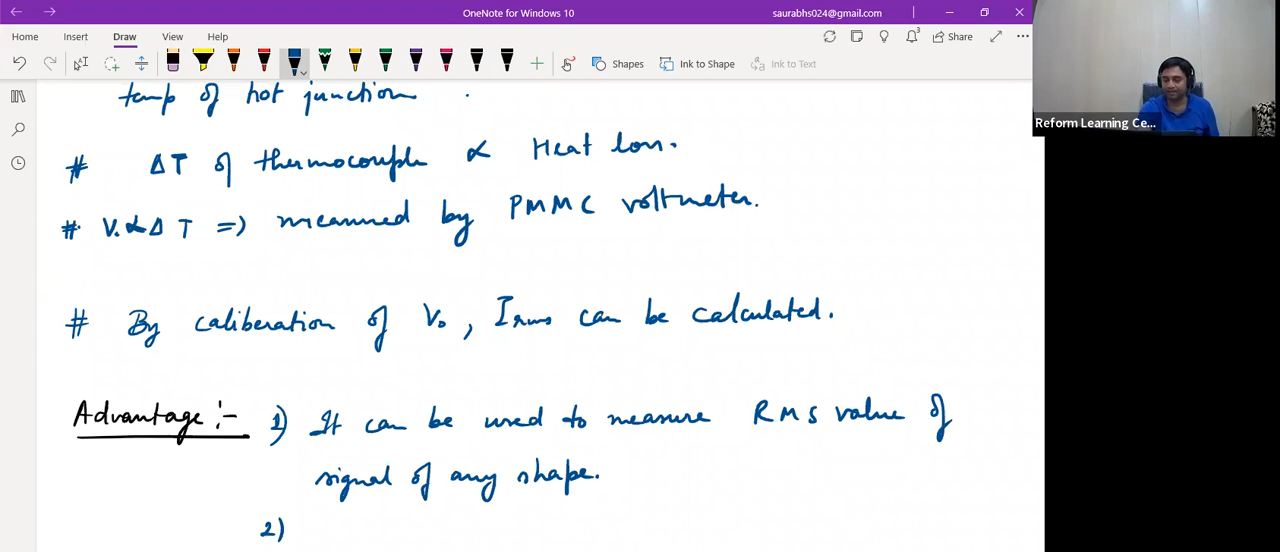 OneNote for Windows 10
saurabhs024@gmail.com
Home Insert Draw View Help
Share
Shapes
Ink to Shape
Ink to Text
Reform Learning Ce...
temp of hot junction .
# ΔT of thermocouple ∝ Heat loss.
# V₀ ∝ ΔT => measured by PMMC voltmeter.
# By caliberation of V₀, Irms can be calculated.
Advantage :- 1) It can be used to measure RMS value of
signal of any shape.
2)